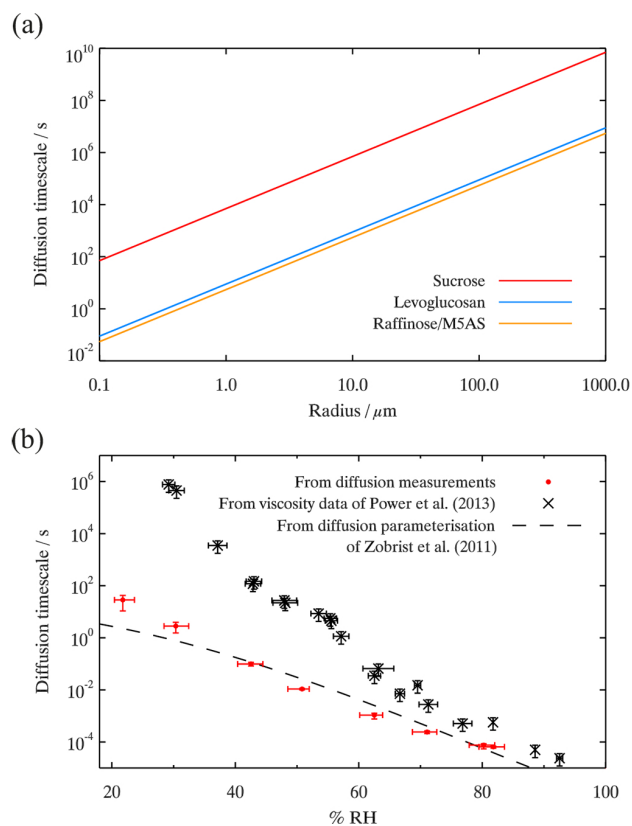 (a)
Diffusion timescale / s
10^10
10^8
10^6
10^4
10^2
10^0
10^-2
Sucrose
Levoglucosan
Raffinose/M5AS
0.1 1.0 10.0 100.0 1000.0
Radius / μm
(b)
Diffusion timescale / s
10^6
10^4
10^2
10^0
10^-2
10^-4
From diffusion measurements
From viscosity data of Power et al. (2013)
From diffusion parameterisation
of Zobrist et al. (2011)
20 40 60 80 100
% RH